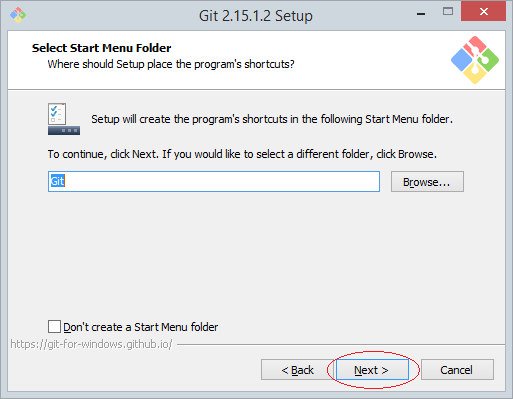 Git 2.15.1.2 Setup
Select Start Menu Folder
Where should Setup place the program's shortcuts?
Setup will create the program's shortcuts in the following Start Menu folder.
To continue, click Next. If you would like to select a different folder, click Browse.
Git
Browse...
Don't create a Start Menu folder
https://git-for-windows.github.io/
< Back
Next >
Cancel